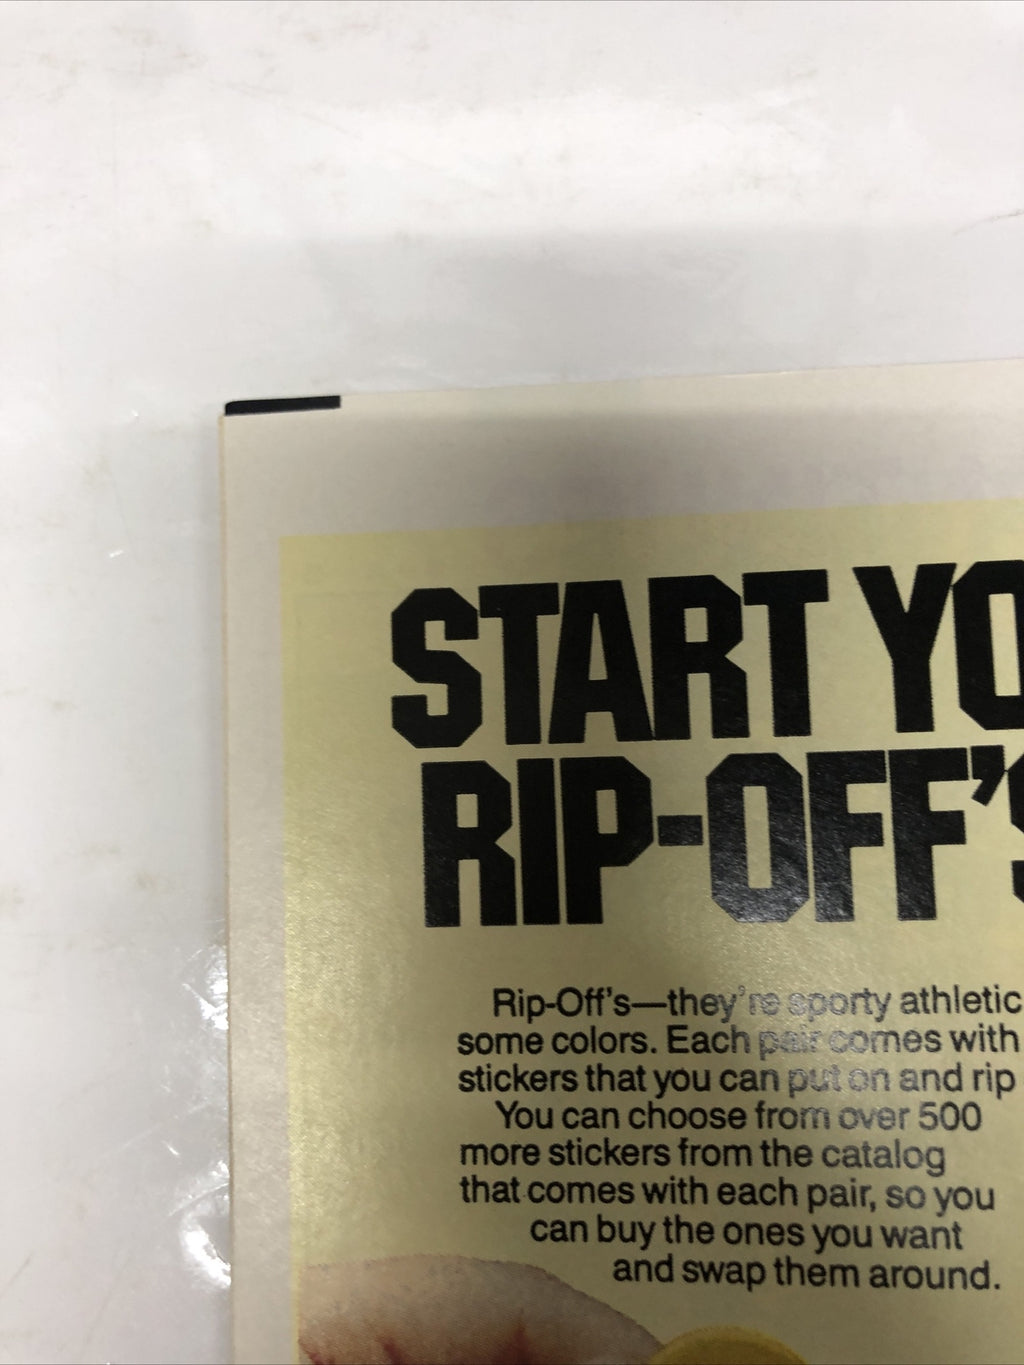 START YO
RIP-OFF'S
Rip-Off's—they're sporty athletic
some colors. Each pair comes with
stickers that you can put on and rip
You can choose from over 500
more stickers from the catalog
that comes with each pair, so you
can buy the ones you want
and swap them around.